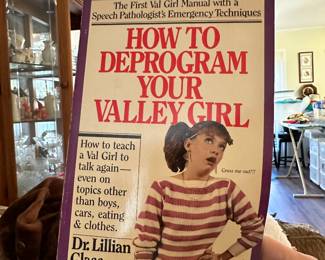 The First Val Girl Manual with a
Speech Pathologist's Emergency Techniques
HOW TO
DEPROGRAM
YOUR
VALLEY GIRL
How to teach
a Val Girl to
talk again—
even on
topics other
than boys,
cars, eating
& clothes.
Gross me out!!!
Dr. Lillian
Glass